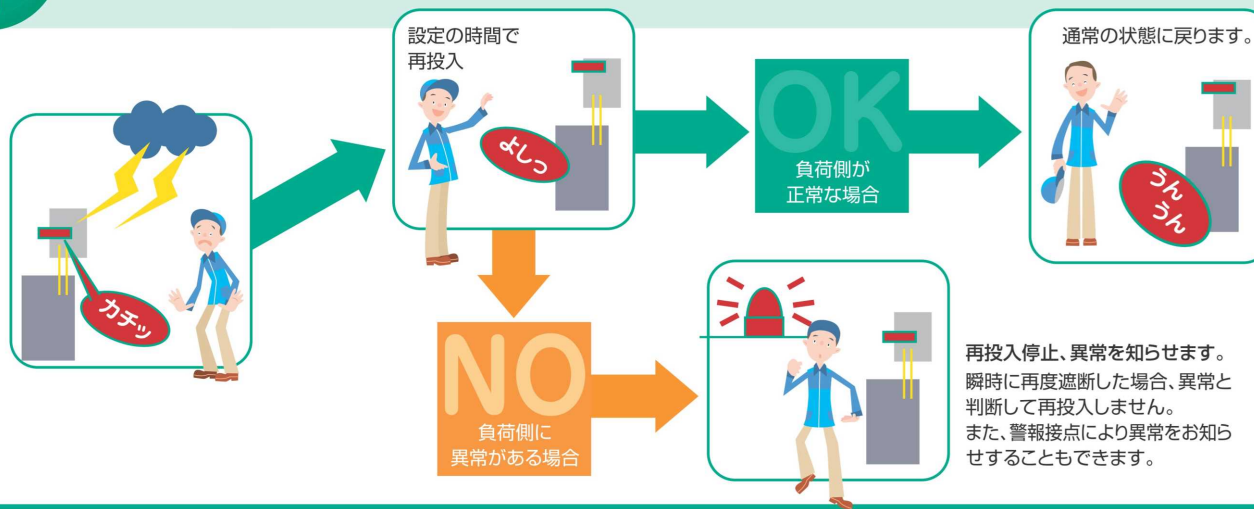 カチッ
設定の時間で
再投入
よしっ
OK
負荷側が
正常な場合
通常の状態に戻ります。
うん
うん
NO
負荷側に
異常がある場合
再投入停止、異常を知らせます。
瞬時に再度遮断した場合、異常と
判断して再投入しません。
また、警報接点により異常をお知ら
せすることもできます。